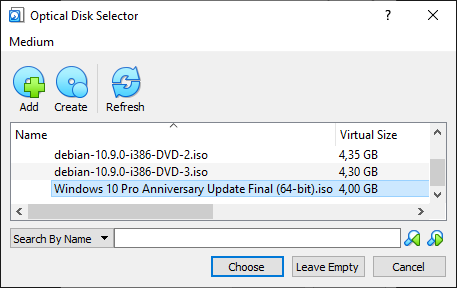 Optical Disk Selector
Medium
Add Create Refresh
Name Virtual Size
debian-10.9.0-i386-DVD-2.iso 4,35 GB
debian-10.9.0-i386-DVD-3.iso 4,30 GB
Windows 10 Pro Anniversary Update Final (64-bit).iso 4,00 GB
Search By Name
Choose Leave Empty Cancel